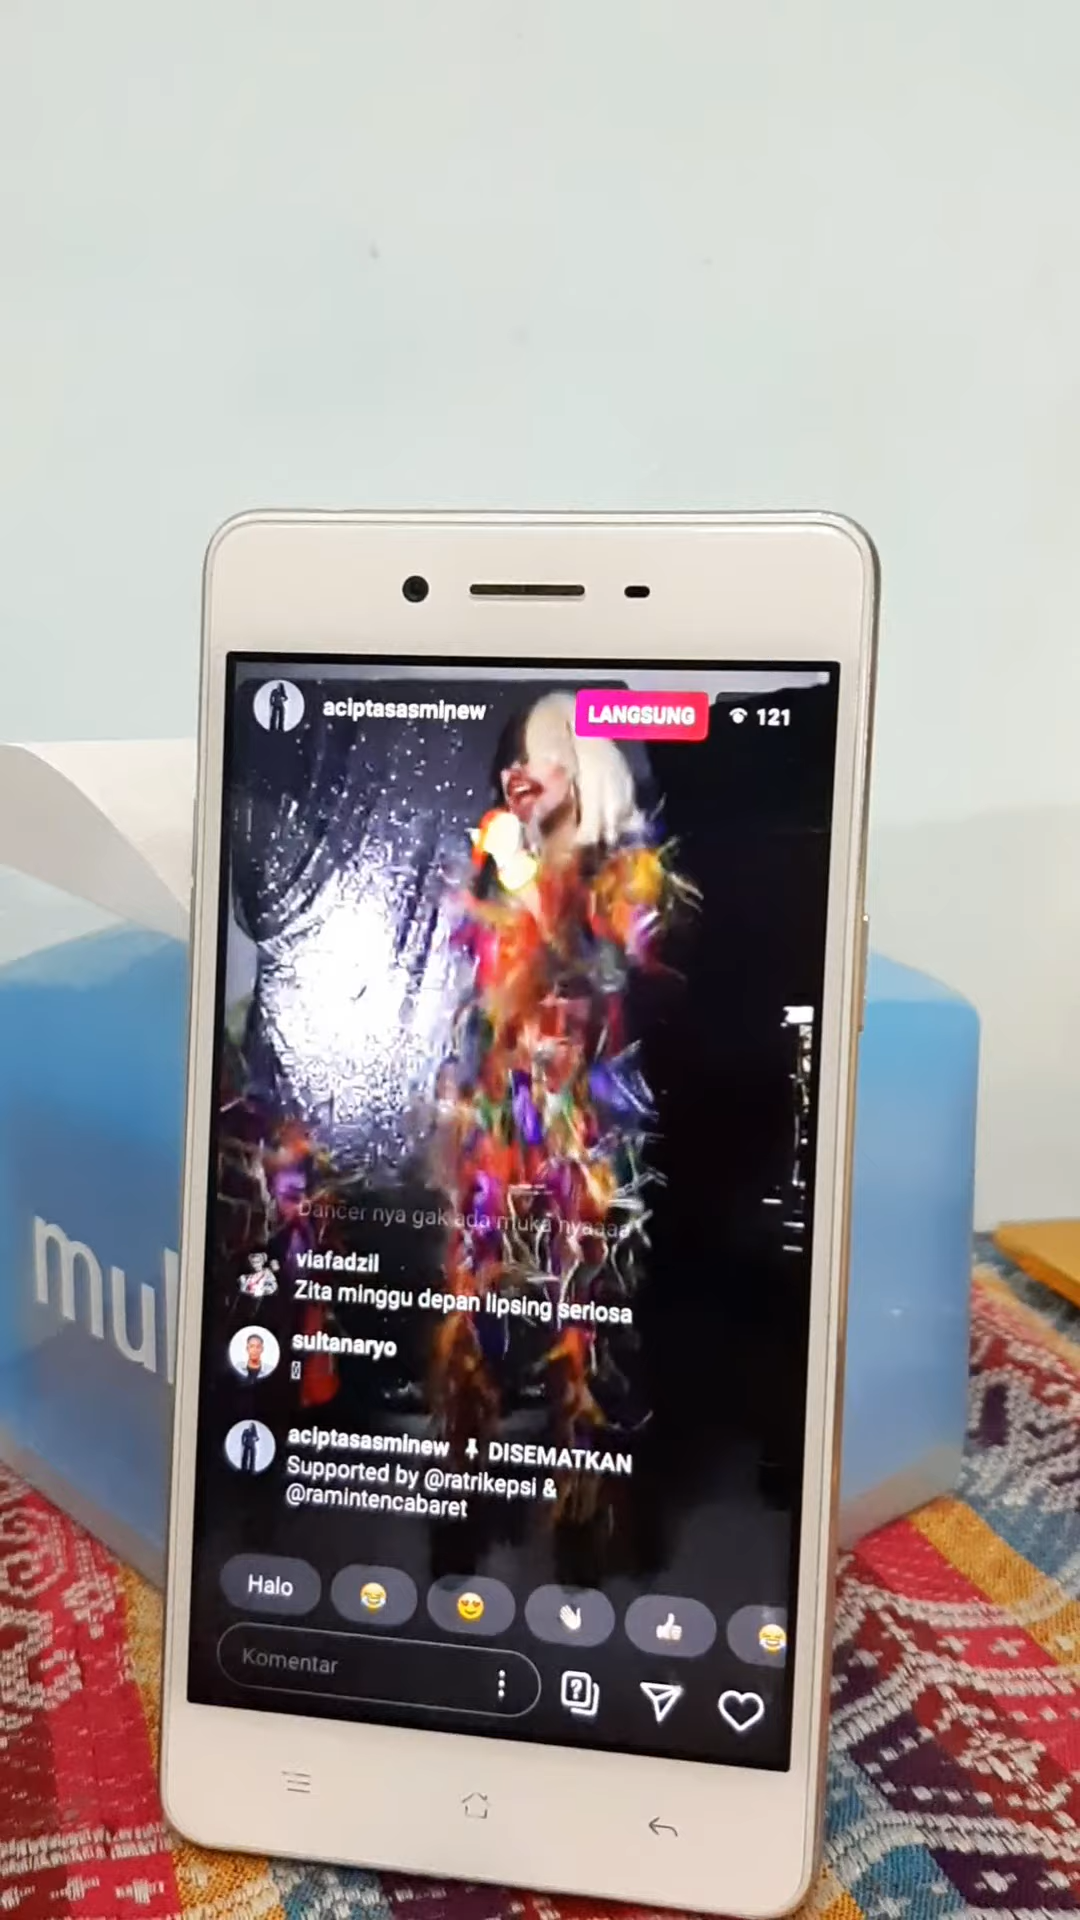 aciptasasminew
LANGSUNG
121
Dancer nya gak ada muka nyaaaa
viafadzil
Zita minggu depan lipsing seriosa
sultanaryo
aciptasasminew DISEMATKAN
Supported by @ratrikepsi &
@ramintencabaret
Halo
Komentar
mul